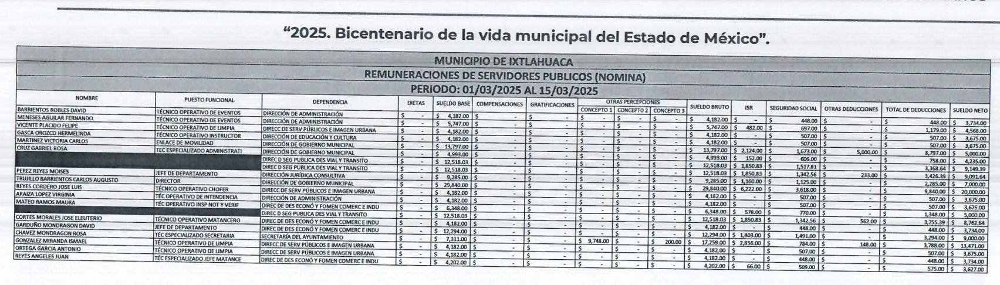 “2025. Bicentenario de la vida municipal del Estado de México”.
MUNICIPIO DE IXTLAHUACA
REMUNERACIONES DE SERVIDORES PUBLICOS (NOMINA)
PERIODO: 01/03/2025 AL 15/03/2025
NOMBRE PUESTO FUNCIONAL DEPENDENCIA DIETAS SUELDO BASE COMPENSACIONES GRATIFICACIONES OTRAS PERCEPCIONES SUELDO BRUTO ISR SEGURIDAD SOCIAL OTRAS DEDUCCIONES TOTAL DE DEDUCCIONES SUELDO NETO
CONCEPTO 1 CONCEPTO 2 CONCEPTO 3
BARRIENTOS ROBLES DAVID TÉCNICO OPERATIVO DE EVENTOS DIRECCIÓN DE ADMINISTRACIÓN $ - $ 4,182.00 $ - $ - $ - $ - $ - $ 4,182.00 $ - $ 448.00 $ - $ 448.00 $ 3,734.00
MENESES AGUILAR FERNANDO TÉCNICO OPERATIVO DE EVENTOS DIRECCIÓN DE ADMINISTRACIÓN $ - $ 5,747.00 $ - $ - $ - $ - $ - $ 5,747.00 $ 482.00 $ 697.00 $ - $ 1,179.00 $ 4,568.00
VICENTE PLACIDO FELIPE TÉCNICO OPERATIVO DE LIMPIA DIRECC DE SERV PÚBLICOS E IMAGEN URBANA $ - $ 4,182.00 $ - $ - $ - $ - $ - $ 4,182.00 $ - $ 507.00 $ - $ 507.00 $ 3,675.00
GASCA OROZCO HERMELINDA TÉCNICO OPERATIVO INSTRUCTOR DIRECCIÓN DE EDUCACIÓN Y CULTURA $ - $ 4,182.00 $ - $ - $ - $ - $ - $ 4,182.00 $ - $ 507.00 $ - $ 507.00 $ 3,675.00
MARTINEZ VICTORIA CARLOS ENLACE DE MOVILIDAD DIRECCIÓN DE GOBIERNO MUNICIPAL $ - $ 13,797.00 $ - $ - $ - $ - $ - $ 13,797.00 $ 2,124.00 $ 1,673.00 $ 5,000.00 $ 8,797.00 $ 5,000.00
CRUZ GABRIEL ROSA TEC ESPECIALIZADO ADMINISTRATI DIRECCIÓN DE GOBIERNO MUNICIPAL $ - $ 4,993.00 $ - $ - $ - $ - $ - $ 4,993.00 $ 152.00 $ 606.00 $ - $ 758.00 $ 4,235.00
DIREC D SEG PUBLICA DES VIAL Y TRANSITO $ - $ 12,518.03 $ - $ - $ - $ - $ - $ 12,518.03 $ 1,850.83 $ 1,517.81 $ - $ 3,368.64 $ 9,149.39
DIREC D SEG PUBLICA DES VIAL Y TRANSITO $ - $ 12,518.03 $ - $ - $ - $ - $ - $ 12,518.03 $ 1,850.83 $ 1,342.56 $ 233.00 $ 3,426.39 $ 9,091.64
PEREZ REYES MOISES JEFE DE DEPARTAMENTO DIRECCIÓN JURÍDICA CONSULTIVA $ - $ 9,285.00 $ - $ - $ - $ - $ - $ 9,285.00 $ 1,160.00 $ 1,125.00 $ - $ 2,285.00 $ 7,000.00
TRUJILLO BARRIENTOS CARLOS AUGUSTO DIRECTOR DIRECCIÓN DE GOBIERNO MUNICIPAL $ - $ 29,840.00 $ - $ - $ - $ - $ - $ 29,840.00 $ 6,222.00 $ 3,618.00 $ - $ 9,840.00 $ 20,000.00
REYES CORDERO JOSE LUIS TÉCNICO OPERATIVO CHOFER DIRECC DE SERV PÚBLICOS E IMAGEN URBANA $ - $ 4,182.00 $ - $ - $ - $ - $ - $ 4,182.00 $ - $ 507.00 $ - $ 507.00 $ 3,675.00
ARAIZA LOPEZ VIRGINIA TÉC OPERATIVO DE INTENDENCIA DIRECCIÓN DE ADMINISTRACIÓN $ - $ 4,182.00 $ - $ - $ - $ - $ - $ 4,182.00 $ - $ 507.00 $ - $ 507.00 $ 3,675.00
MATEO RAMOS MAURA TÉC OPERATIVO INSP NOT Y VERIF DIREC DE DES ECONÓ Y FOMEN COMERC E INDU $ - $ 6,348.00 $ - $ - $ - $ - $ - $ 6,348.00 $ 578.00 $ 770.00 $ - $ 1,348.00 $ 5,000.00
DIREC D SEG PUBLICA DES VIAL Y TRANSITO $ - $ 12,518.03 $ - $ - $ - $ - $ - $ 12,518.03 $ 1,850.83 $ 1,342.56 $ 562.00 $ 3,755.39 $ 8,762.64
CORTES MORALES JOSE ELEUTERIO TÉCNICO OPERATIVO MATANCERO DIREC DE DES ECONÓ Y FOMEN COMERC E INDU $ - $ 4,182.00 $ - $ - $ - $ - $ - $ 4,182.00 $ - $ 448.00 $ - $ 448.00 $ 3,734.00
GARDUÑO MONDRAGON DAVID JEFE DE DEPARTAMENTO DIREC DE DES ECONÓ Y FOMEN COMERC E INDU $ - $ 12,294.00 $ - $ - $ - $ - $ - $ 12,294.00 $ 1,803.00 $ 1,491.00 $ - $ 3,294.00 $ 9,000.00
CHAVEZ MONDRAGON ROSA TÉC ESPECIALIZADO SECRETARIA SECRETARÍA DEL AYUNTAMIENTO $ - $ 7,311.00 $ - $ - $ 9,748.00 $ - $ 200.00 $ 17,259.00 $ 2,856.00 $ 784.00 $ 148.00 $ 3,788.00 $ 13,471.00
GONZALEZ MIRANDA ISMAEL TÉCNICO OPERATIVO DE LIMPIA DIRECC DE SERV PÚBLICOS E IMAGEN URBANA $ - $ 4,182.00 $ - $ - $ - $ - $ - $ 4,182.00 $ - $ 507.00 $ - $ 507.00 $ 3,675.00
ORTEGA GARCIA ANTONIO TÉCNICO OPERATIVO DE LIMPIA DIRECC DE SERV PÚBLICOS E IMAGEN URBANA $ - $ 4,182.00 $ - $ - $ - $ - $ - $ 4,182.00 $ - $ 448.00 $ - $ 448.00 $ 3,734.00
REYES ANGELES JUAN TÉC ESPECIALIZADO JEFE MATANCE DIREC DE DES ECONÓ Y FOMEN COMERC E INDU $ - $ 4,202.00 $ - $ - $ - $ - $ - $ 4,202.00 $ 66.00 $ 509.00 $ - $ 575.00 $ 3,627.00